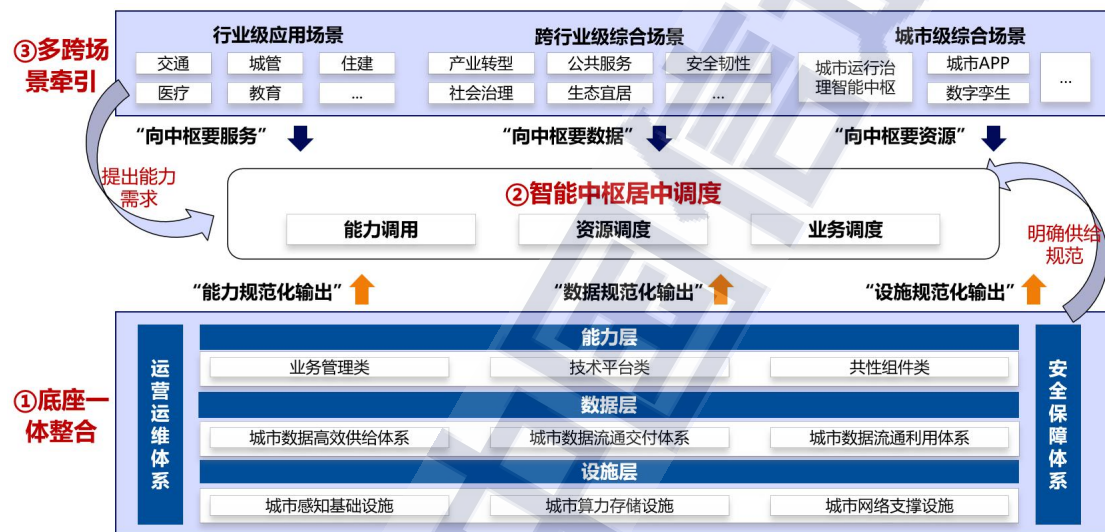 ③多跨场
景牵引
行业级应用场景
交通 城管 住建
医疗 教育 ...
跨行业级综合场景
产业转型 公共服务 安全韧性
社会治理 生态宜居 ...
城市级综合场景
城市运行治
理智能中枢
城市APP
数字孪生
...
“向中枢要服务” “向中枢要数据” “向中枢要资源”
提出能力
需求
②智能中枢居中调度
能力调用 资源调度 业务调度
明确供给
规范
“能力规范化输出” “数据规范化输出” “设施规范化输出”
①底座一
体整合
运营运维体系
能力层
业务管理类 技术平台类 共性组件类
数据层
城市数据高效供给体系 城市数据流通交付体系 城市数据流通利用体系
设施层
城市感知基础设施 城市算力存储设施 城市网络支撑设施
安全保障体系
中国信通